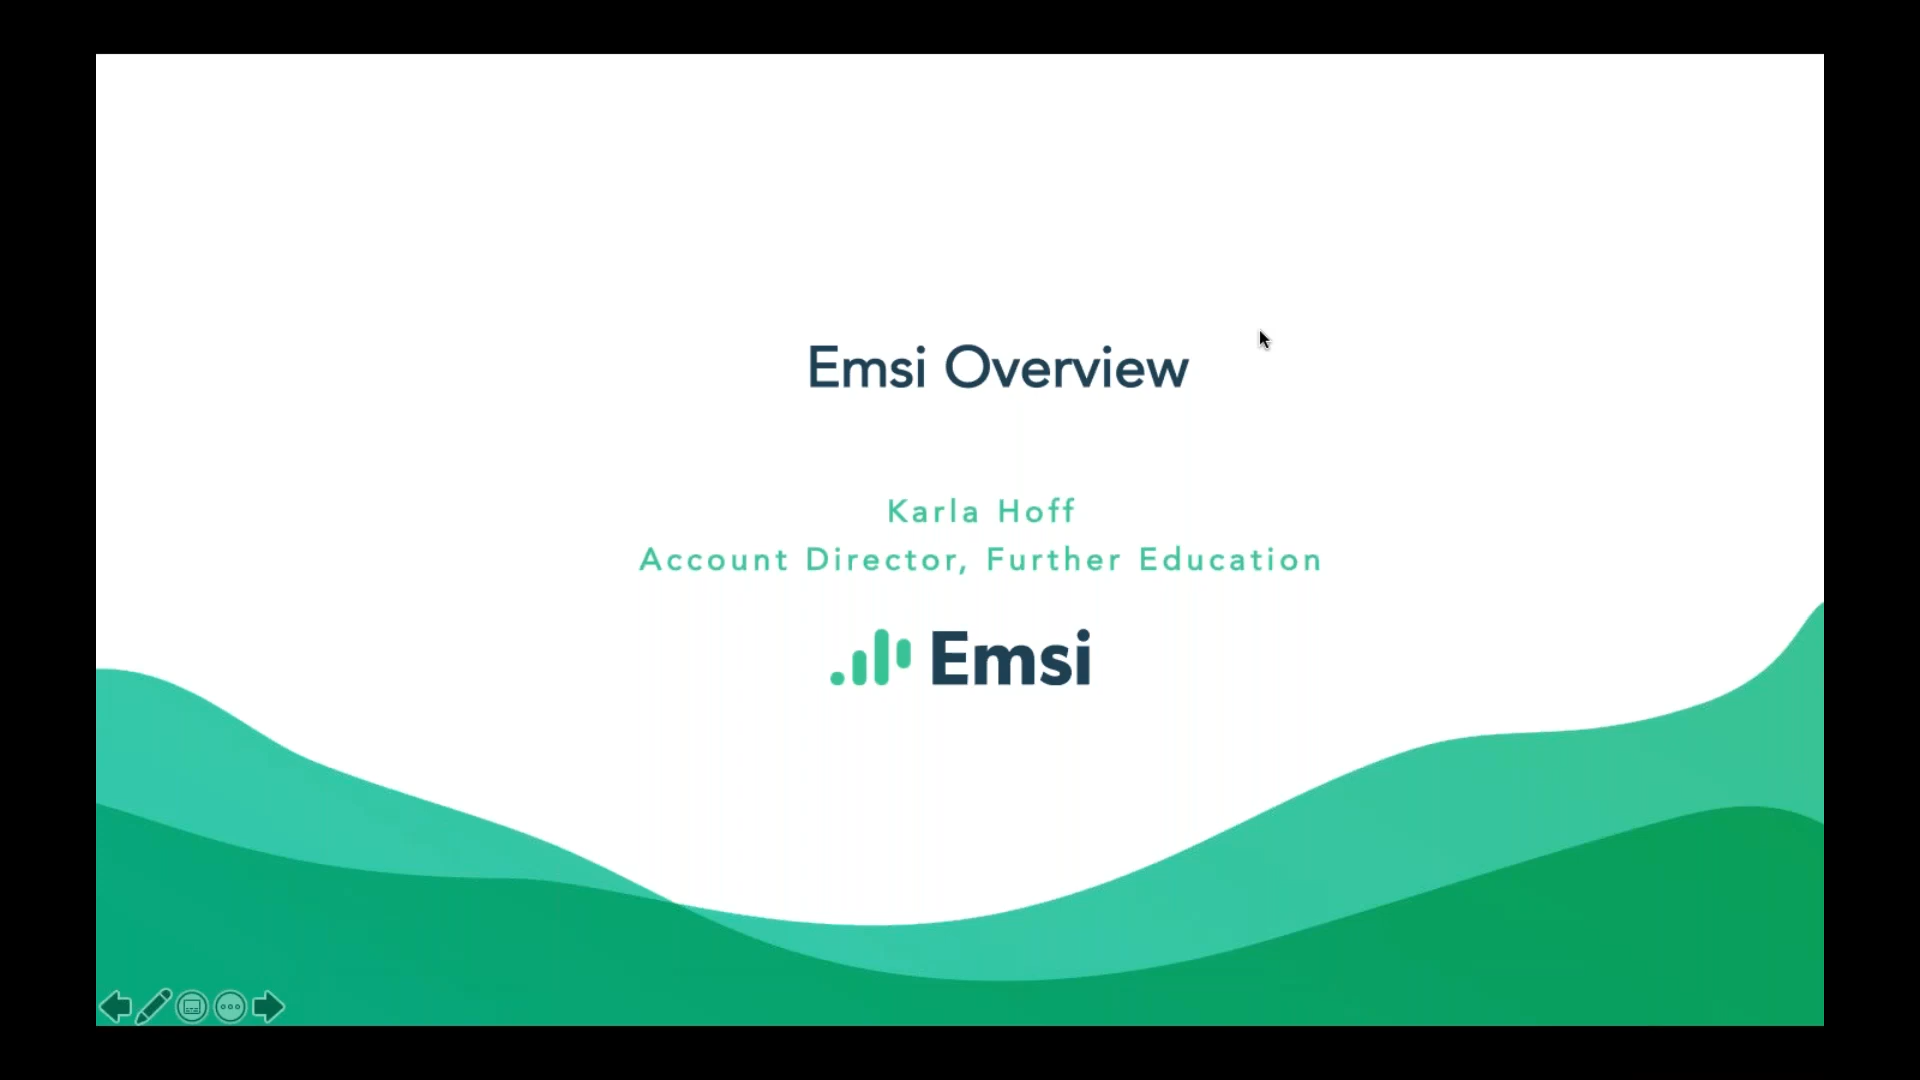 Emsi Overview
Karla Hoff
Account Director, Further Education
Emsi